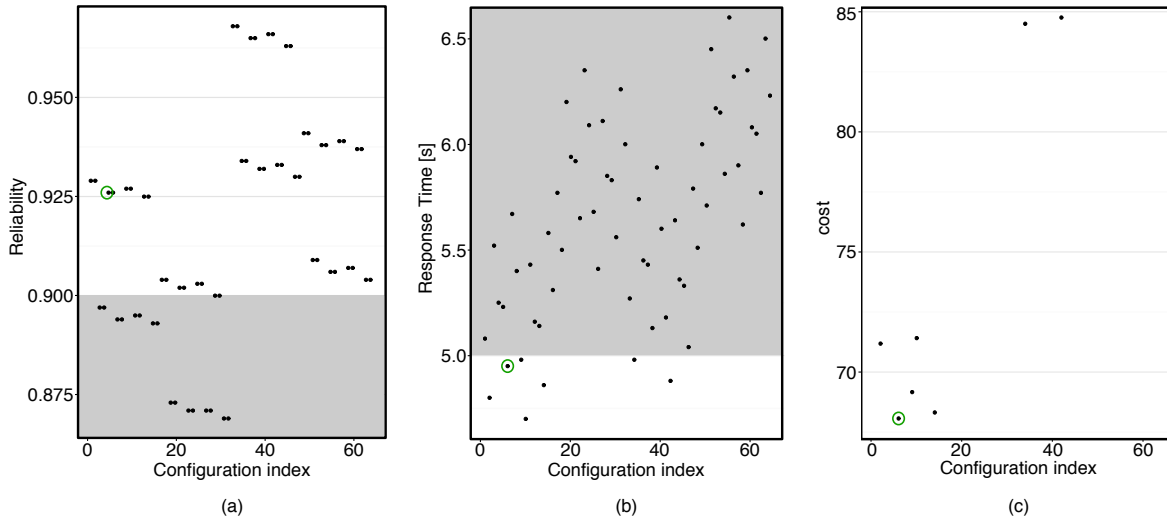 Reliability
0.950
0.925
0.900
0.875
0
20
40
60
Configuration index
(a)
Response Time [s]
6.5
6.0
5.5
5.0
0
20
40
60
Configuration index
(b)
cost
85
80
75
70
0
20
40
60
Configuration index
(c)